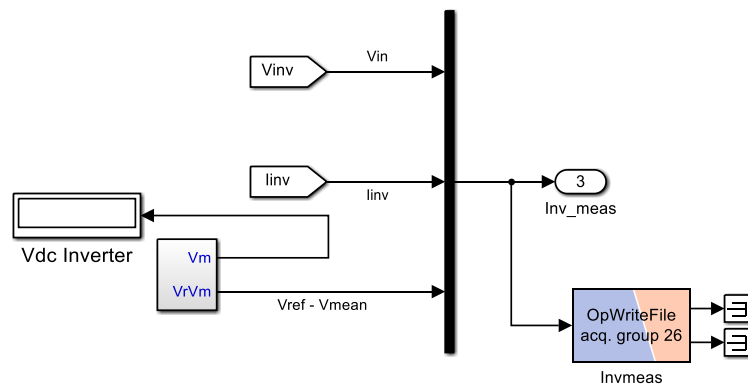 Vinv
Vin
Iinv
Iinv
3
Inv_meas
Vdc Inverter
Vm
VrVm
Vref - Vmean
OpWriteFile
acq. group 26
Invmeas